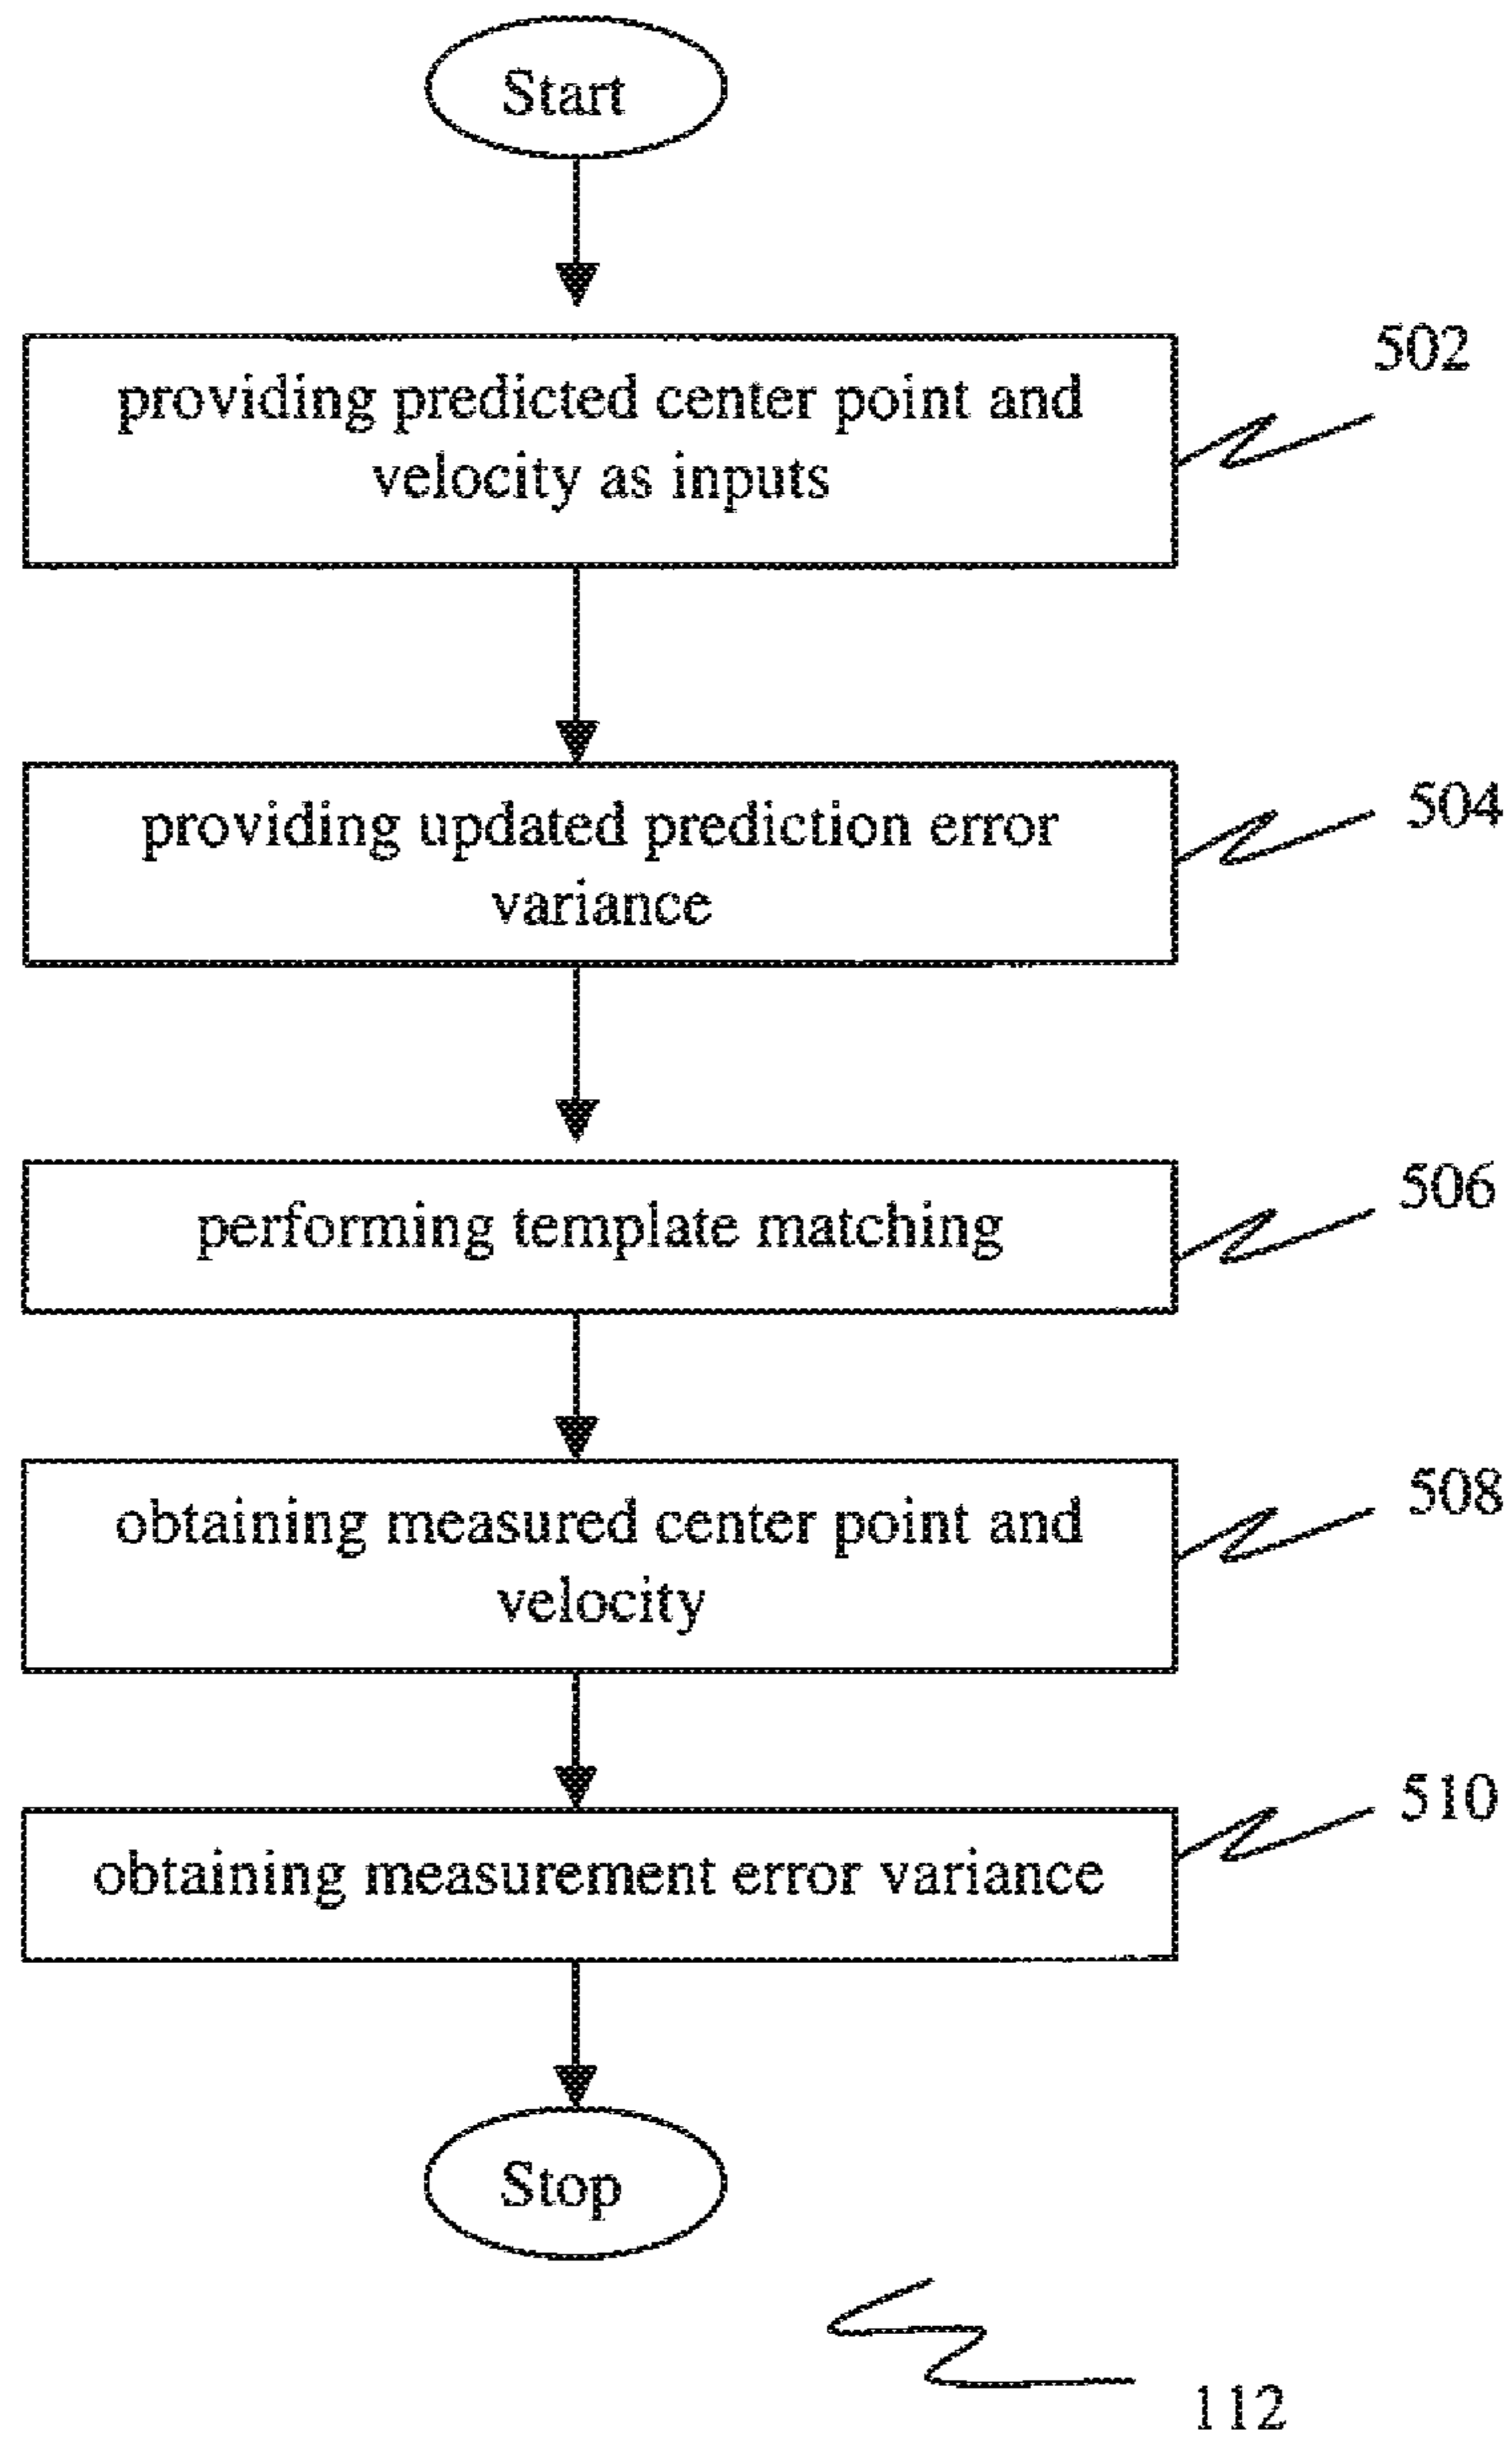 Start
providing predicted center point and
velocity as inputs
502
providing updated prediction error
variance
504
performing template matching
506
obtaining measured center point and
velocity
508
obtaining measurement error variance
510
Stop
112